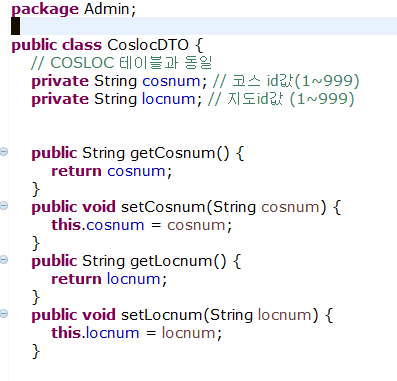 package Admin;
public class CoslocDTO {
// COSLOC 테이블과 동일
private String cosnum; // 코스 id값(1~999)
private String locnum; // 지도id값 (1~999)
public String getCosnum() {
return cosnum;
}
public void setCosnum(String cosnum) {
this.cosnum = cosnum;
}
public String getLocnum() {
return locnum;
}
public void setLocnum(String locnum) {
this.locnum = locnum;
}